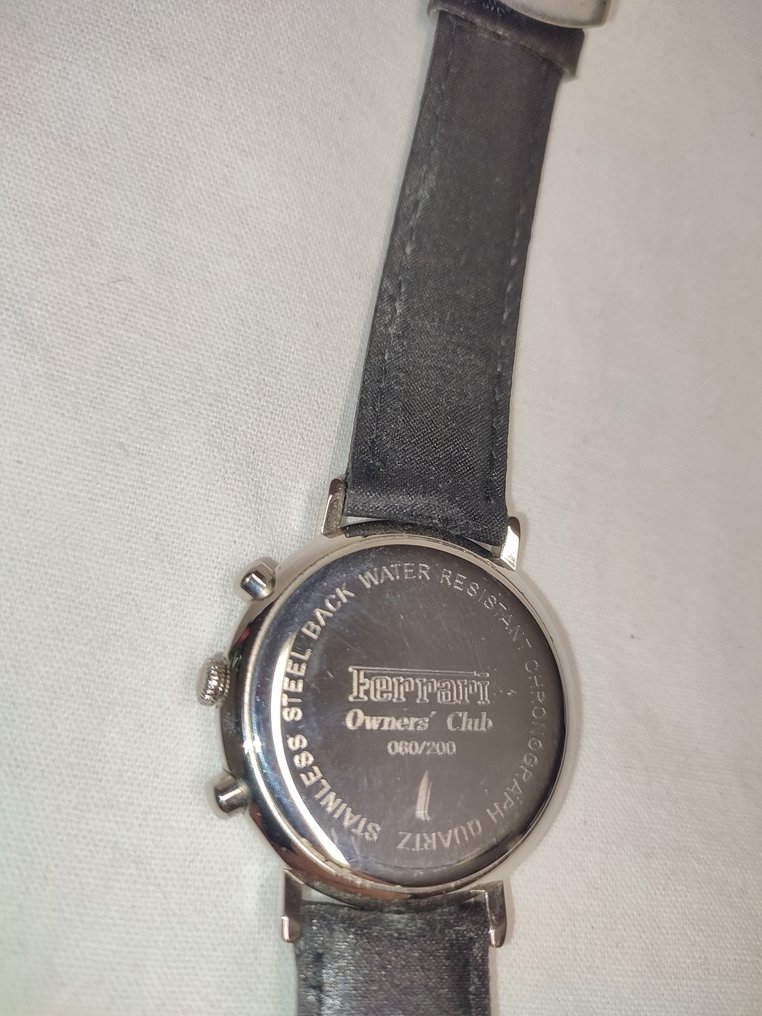 STAINLESS STEEL BACK WATER RESISTANT CHRONOGRAPH QUARTZ
Ferrari
Owners' Club
060/200